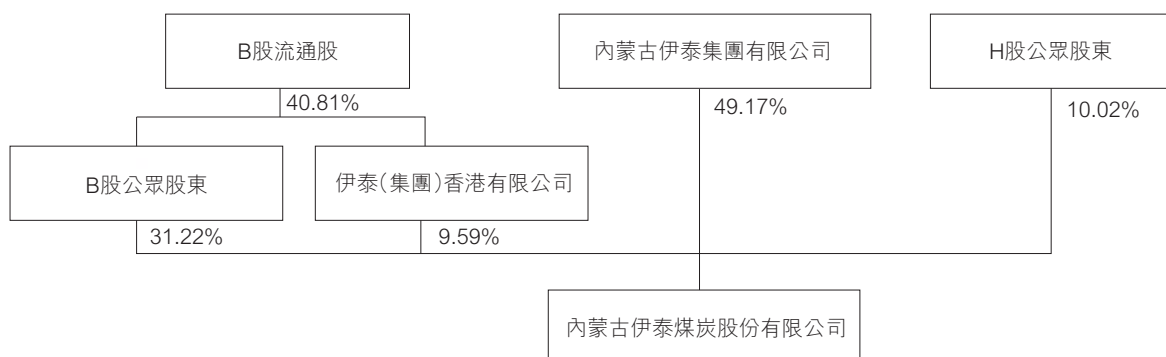 B股流通股
內蒙古伊泰集團有限公司
H股公眾股東
40.81%
49.17%
10.02%
B股公眾股東
伊泰(集團)香港有限公司
31.22%
9.59%
內蒙古伊泰煤炭股份有限公司